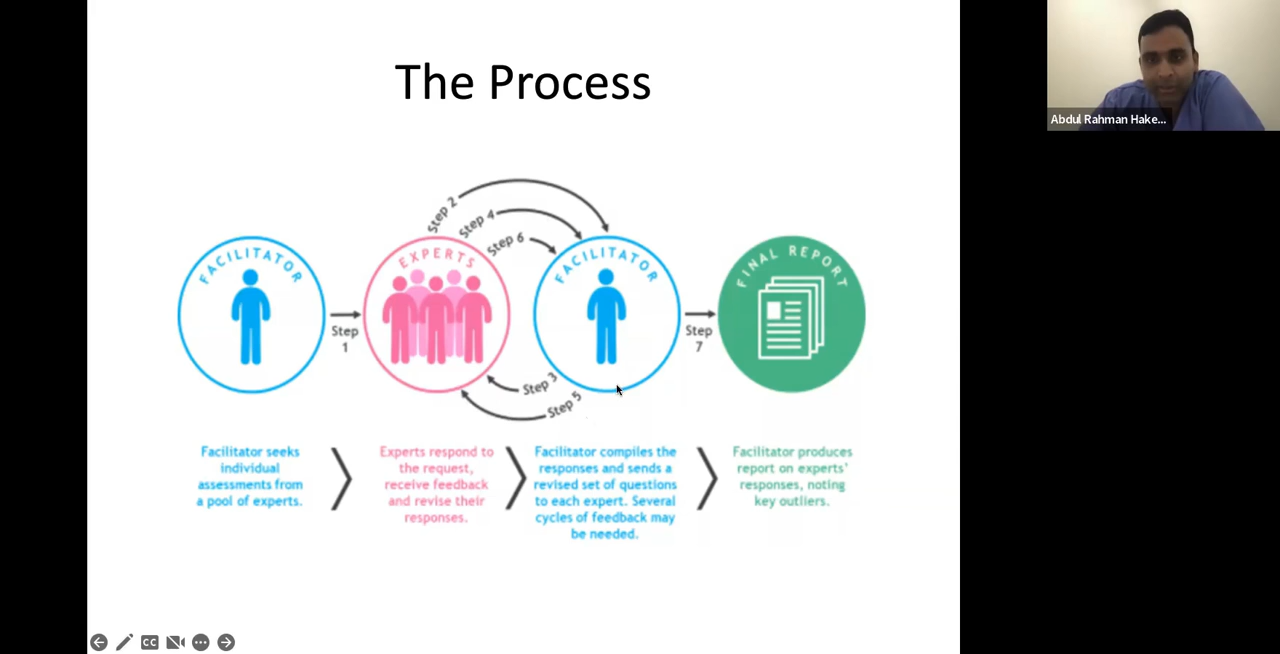 The Process
Abdul Rahman Hake...
Step 2
Step 4
Step 6
FACILITATOR
EXPERTS
FACILITATOR
FINAL REPORT
Step
1
Step
7
Step 3
Step 5
Facilitator seeks
individual
assessments from
a pool of experts.
Experts respond to
the request,
receive feedback
and revise their
responses.
Facilitator compiles the
responses and sends a
revised set of questions
to each expert. Several
cycles of feedback may
be needed.
Facilitator produces
report on experts'
responses, noting
key outliers.
CC